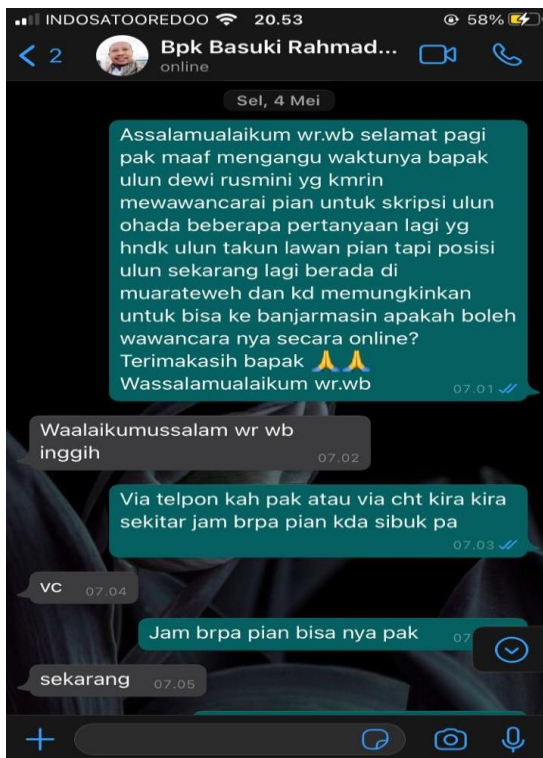 INDOSATOOREDOO 20.53 58%
2 Bpk Basuki Rahmad...
online
Sel, 4 Mei
Assalamualaikum wr.wb selamat pagi
pak maaf mengangu waktunya bapak
ulun dewi rusmini yg kmrin
mewawancarai pian untuk skripsi ulun
ohada beberapa pertanyaan lagi yg
hndk ulun takun lawan pian tapi posisi
ulun sekarang lagi berada di
muarateweh dan kd memungkinkan
untuk bisa ke banjarmasin apakah boleh
wawancara nya secara online?
Terimakasih bapak 🙏🙏
Wassalamualaikum wr.wb
07.01
Waalaikumussalam wr wb
inggih
07.02
Via telpon kah pak atau via cht kira kira
sekitar jam brpa pian kda sibuk pa
07.03
vc 07.04
Jam brpa pian bisa nya pak 07
sekarang 07.05